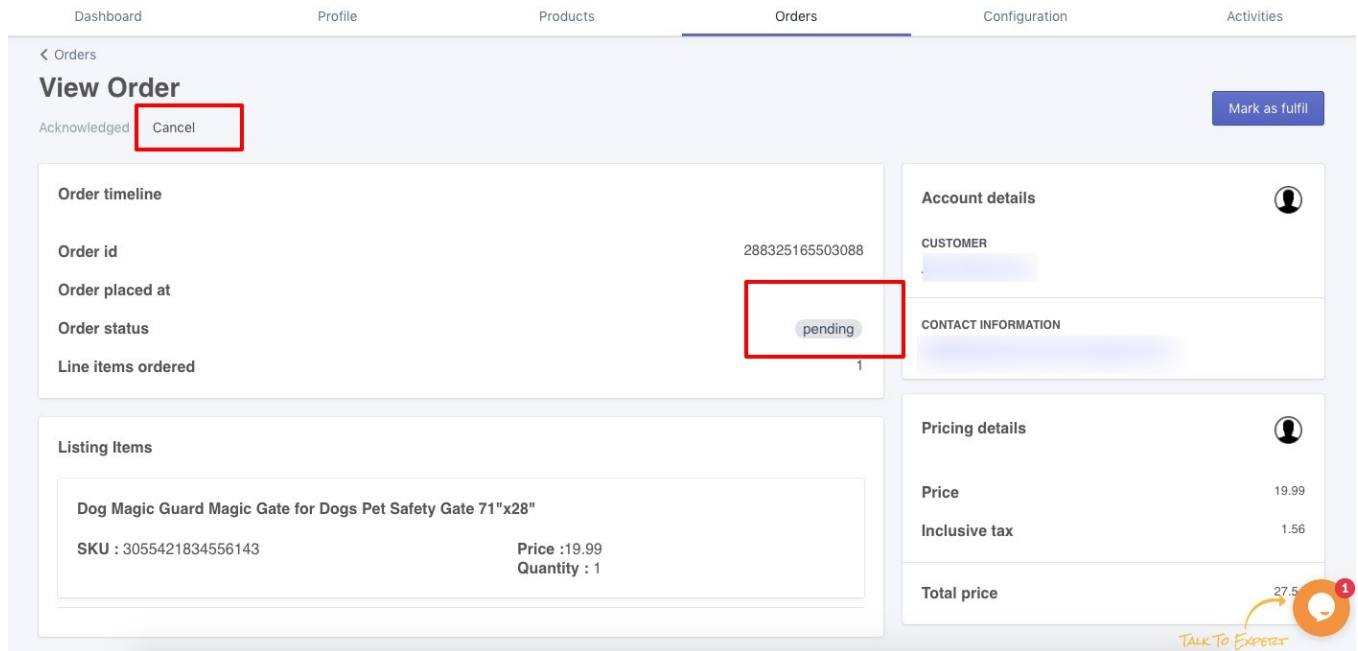 Dashboard Profile Products Orders Configuration Activities
Orders
View Order
Acknowledged Cancel
Mark as fulfil
Order timeline
Order id 288325165503088
Order placed at
Order status pending
Line items ordered 1
Listing Items
Dog Magic Guard Magic Gate for Dogs Pet Safety Gate 71"x28"
SKU : 3055421834556143 Price :19.99
Quantity : 1
Account details
CUSTOMER
CONTACT INFORMATION
Pricing details
Price 19.99
Inclusive tax 1.56
Total price
1
TALK TO EXPERT